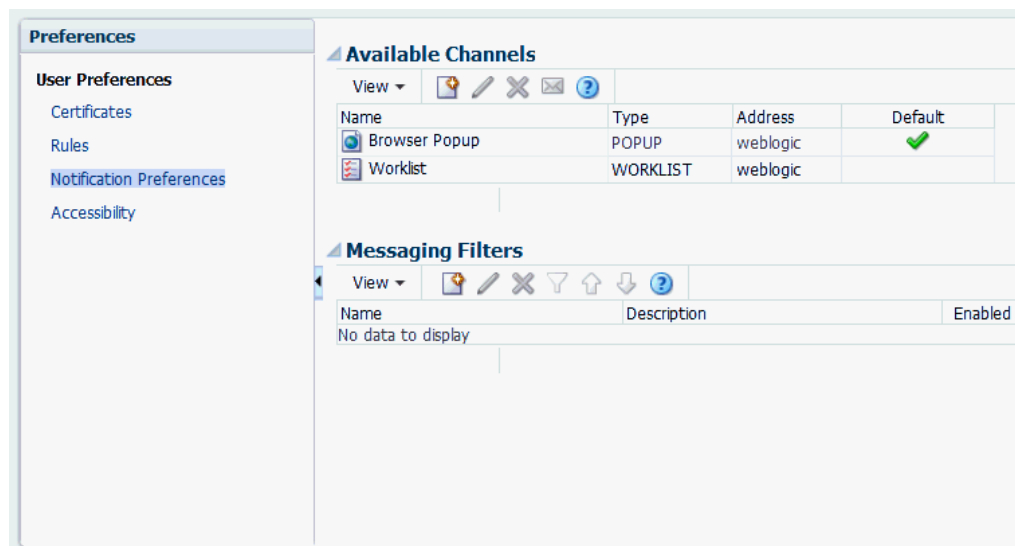 Preferences
User Preferences
Certificates
Rules
Notification Preferences
Accessibility
Available Channels
View
Name Type Address Default
Browser Popup POPUP weblogic
Worklist WORKLIST weblogic
Messaging Filters
View
Name Description Enabled
No data to display